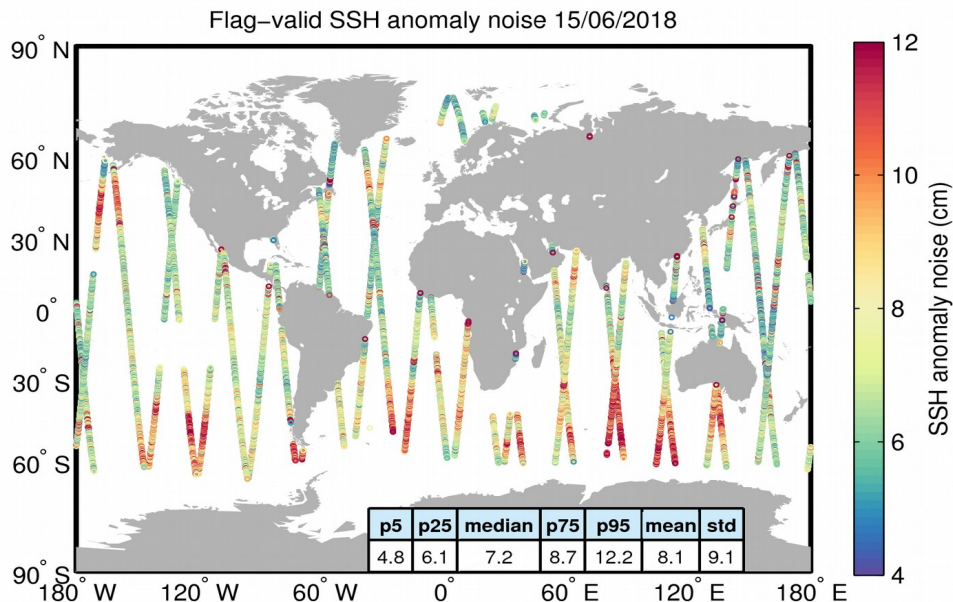 Flag−valid SSH anomaly noise 15/06/2018
90° N
60° N
30° N
0°
30° S
60° S
90° S
180° W
120° W
60° W
0°
60° E
120° E
180° E
p5 p25 median p75 p95 mean std
4.8 6.1 7.2 8.7 12.2 8.1 9.1
12
10
8
6
4
SSH anomaly noise (cm)